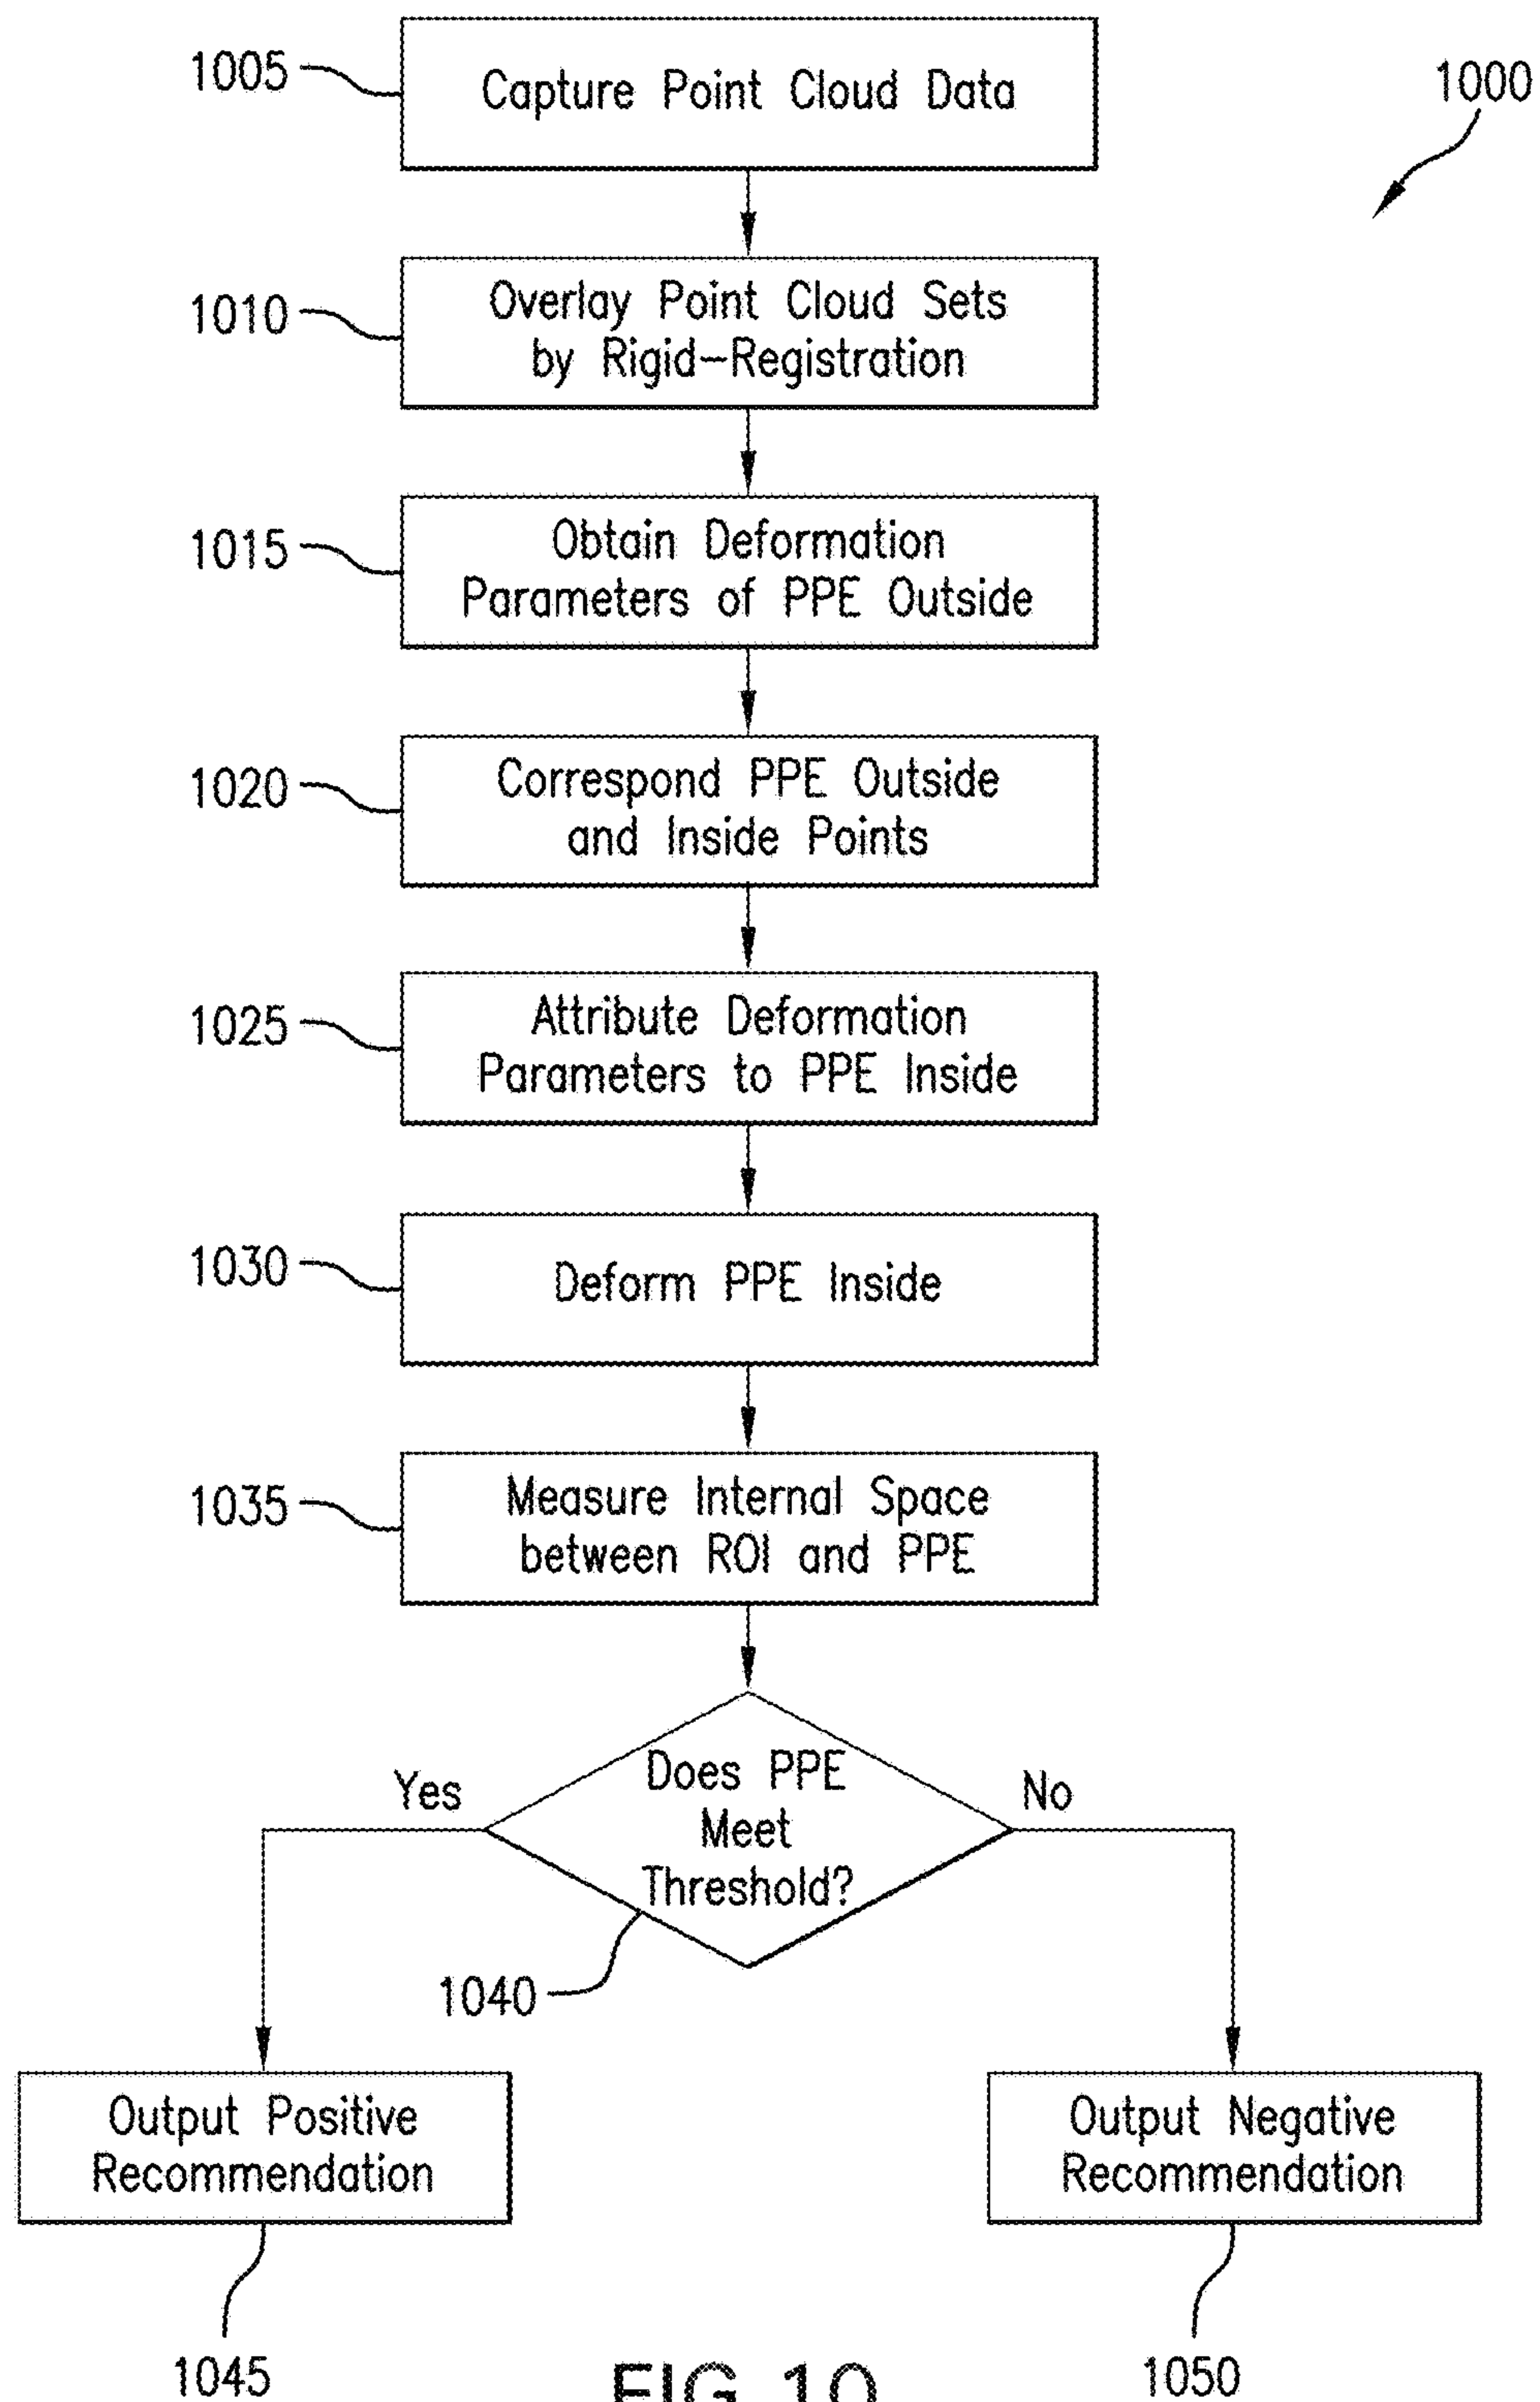 1000
1005
Capture Point Cloud Data
1010
Overlay Point Cloud Sets
by Rigid-Registration
1015
Obtain Deformation
Parameters of PPE Outside
1020
Correspond PPE Outside
and Inside Points
1025
Attribute Deformation
Parameters to PPE Inside
1030
Deform PPE Inside
1035
Measure Internal Space
between ROI and PPE
Does PPE
Meet
Threshold?
Yes
No
1040
Output Positive
Recommendation
Output Negative
Recommendation
1045
1050
FIG. 10